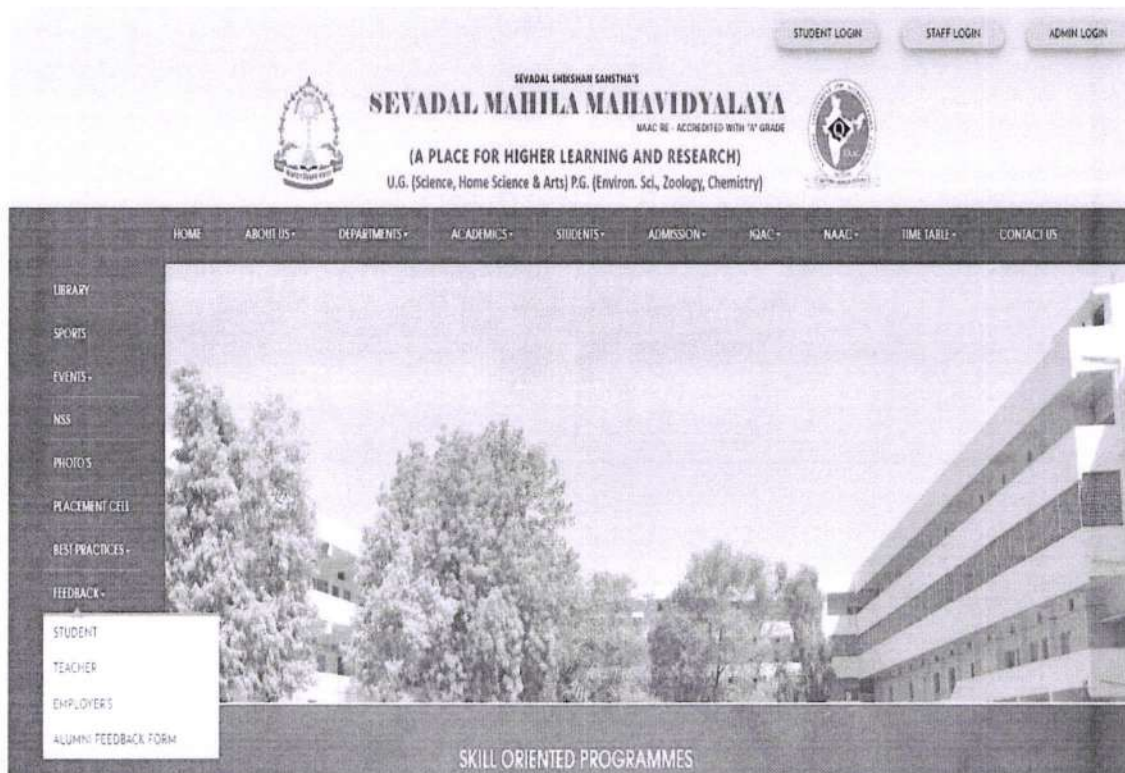 STUDENT LOGIN STAFF LOGIN ADMIN LOGIN
SEVADAL SHIKSHAN SANSTHA'S
SEVADAL MAHILA MAHAVIDYALAYA
NAAC RE - ACCREDITED WITH "A" GRADE
(A PLACE FOR HIGHER LEARNING AND RESEARCH)
U.G. (Science, Home Science & Arts) P.G. (Environ. Sci., Zoology, Chemistry)
HOME ABOUT US DEPARTMENTS ACADEMICS STUDENTS ADMISSION IQAC NAAC TIME TABLE CONTACT US
LIBRARY
SPORTS
EVENTS
NSS
PHOTO'S
PLACEMENT CELL
BEST PRACTICES
FEEDBACK
STUDENT
TEACHER
EMPLOYER'S
ALUMNI FEEDBACK FORM
SKILL ORIENTED PROGRAMMES